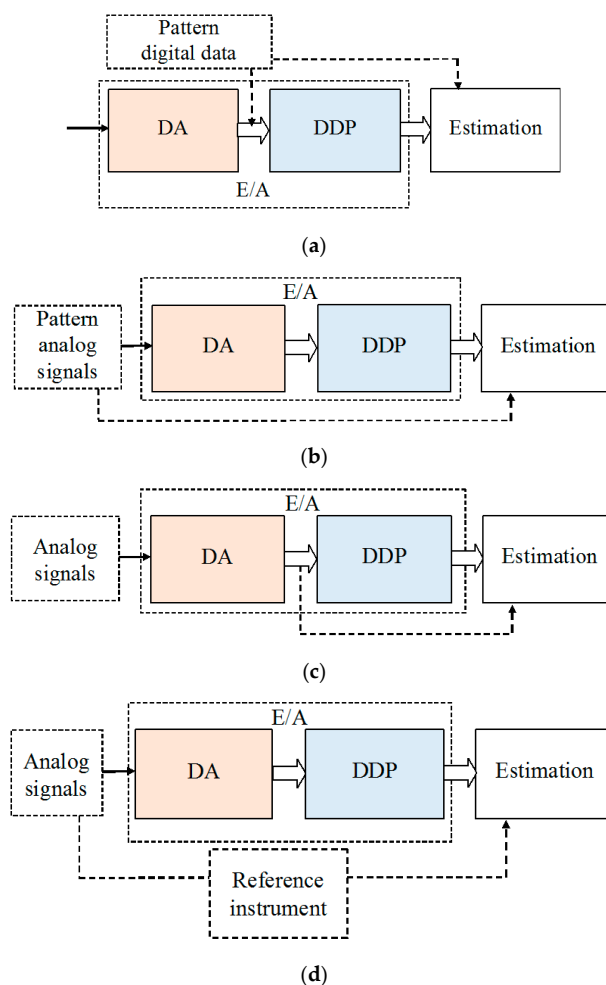 Pattern
digital data
DA
DDP
Estimation
E/A
(a)
E/A
Pattern
analog
signals
DA
DDP
Estimation
(b)
E/A
Analog
signals
DA
DDP
Estimation
(c)
E/A
Analog
signals
DA
DDP
Estimation
Reference
instrument
(d)